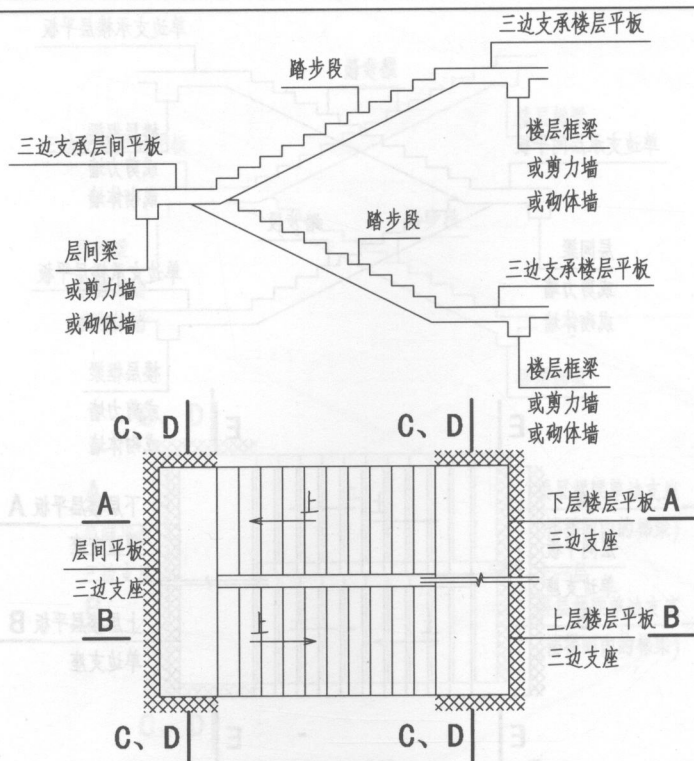 三边支承楼层平板
踏步段
楼层框梁
或剪力墙
或砌体墙
三边支承层间平板
踏步段
层间梁
或剪力墙
或砌体墙
三边支承楼层平板
楼层框梁
或剪力墙
或砌体墙
C、D
C、D
A
上
下层楼层平板 A
三边支座
层间平板
三边支座
B
上
上层楼层平板 B
三边支座
C、D
C、D